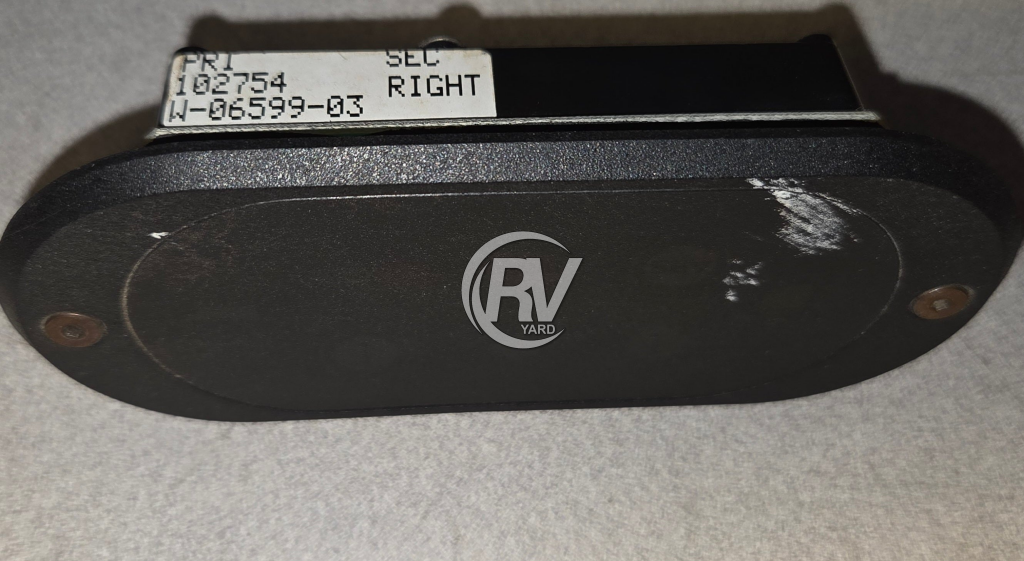 PRI SEC
102754 RIGHT
W-06599-03
RV
YARD